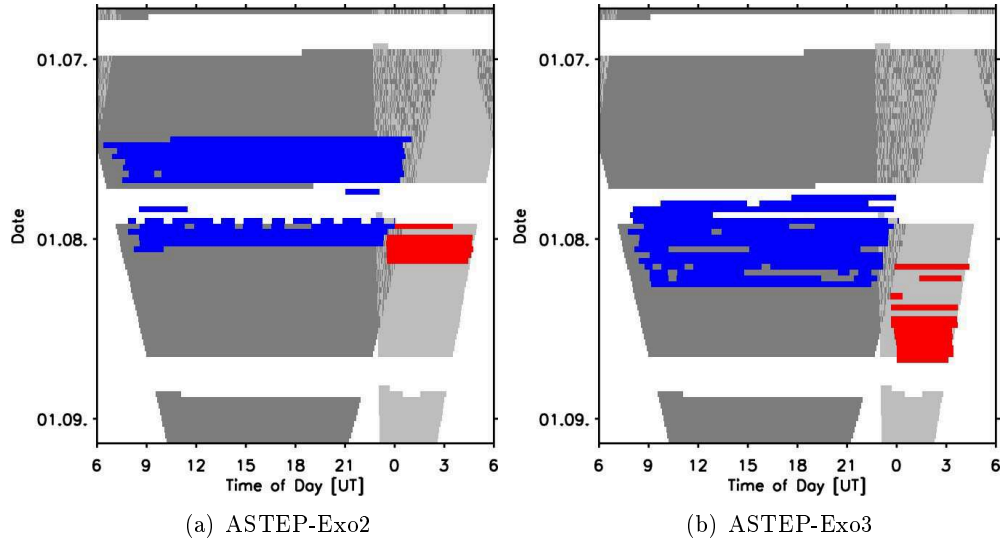 01.07.
01.08.
01.09.
Date
6 9 12 15 18 21 0 3 6
Time of Day [UT]
(a) ASTEP-Exo2
01.07.
01.08.
01.09.
Date
6 9 12 15 18 21 0 3 6
Time of Day [UT]
(b) ASTEP-Exo3